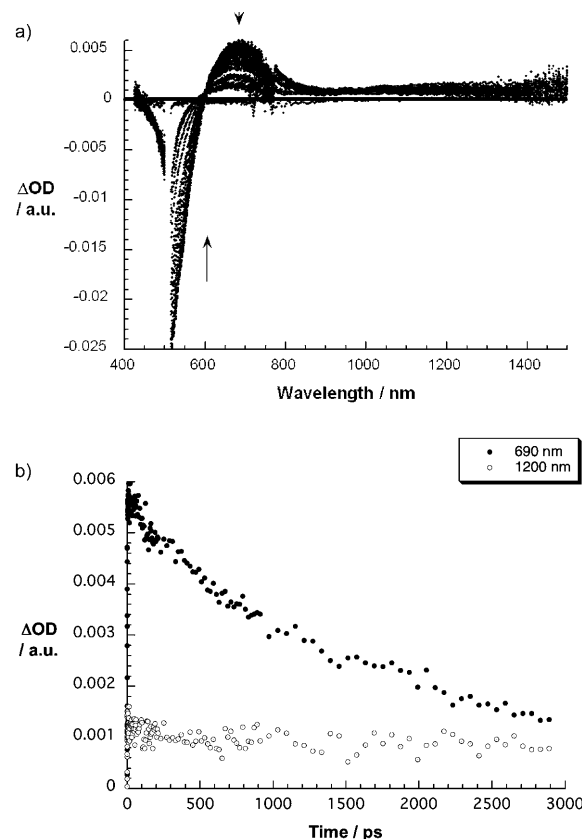 a)
0.005
0
-0.005
-0.01
-0.015
-0.02
-0.025
ΔOD
/ a.u.
400 600 800 1000 1200 1400
Wavelength / nm
b)
690 nm
1200 nm
0.006
0.005
0.004
0.003
0.002
0.001
0
ΔOD
/ a.u.
0 500 1000 1500 2000 2500 3000
Time / ps